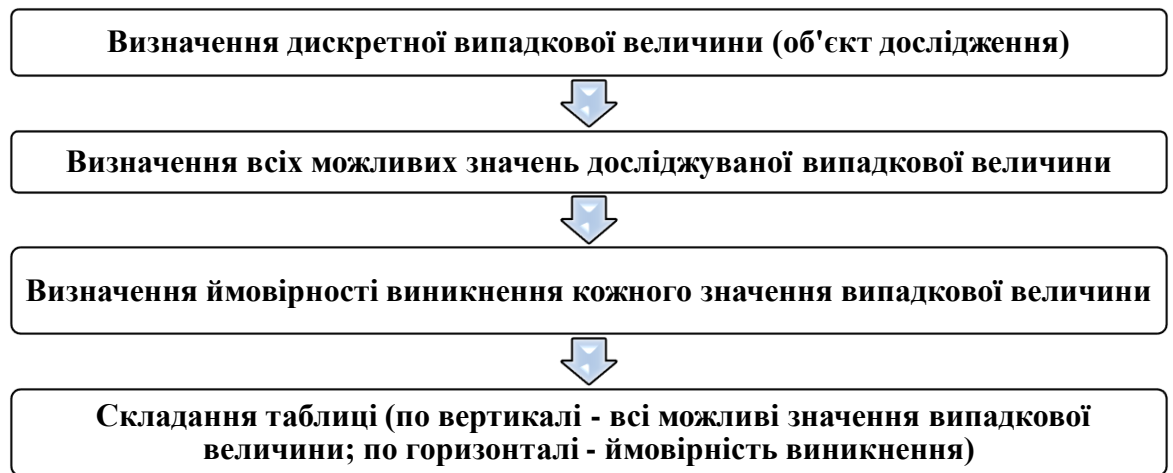 Визначення дискретної випадкової величини (об'єкт дослідження)
Визначення всіх можливих значень досліджуваної випадкової величини
Визначення ймовірності виникнення кожного значення випадкової величини
Складання таблиці (по вертикалі - всі можливі значення випадкової
величини; по горизонталі - ймовірність виникнення)